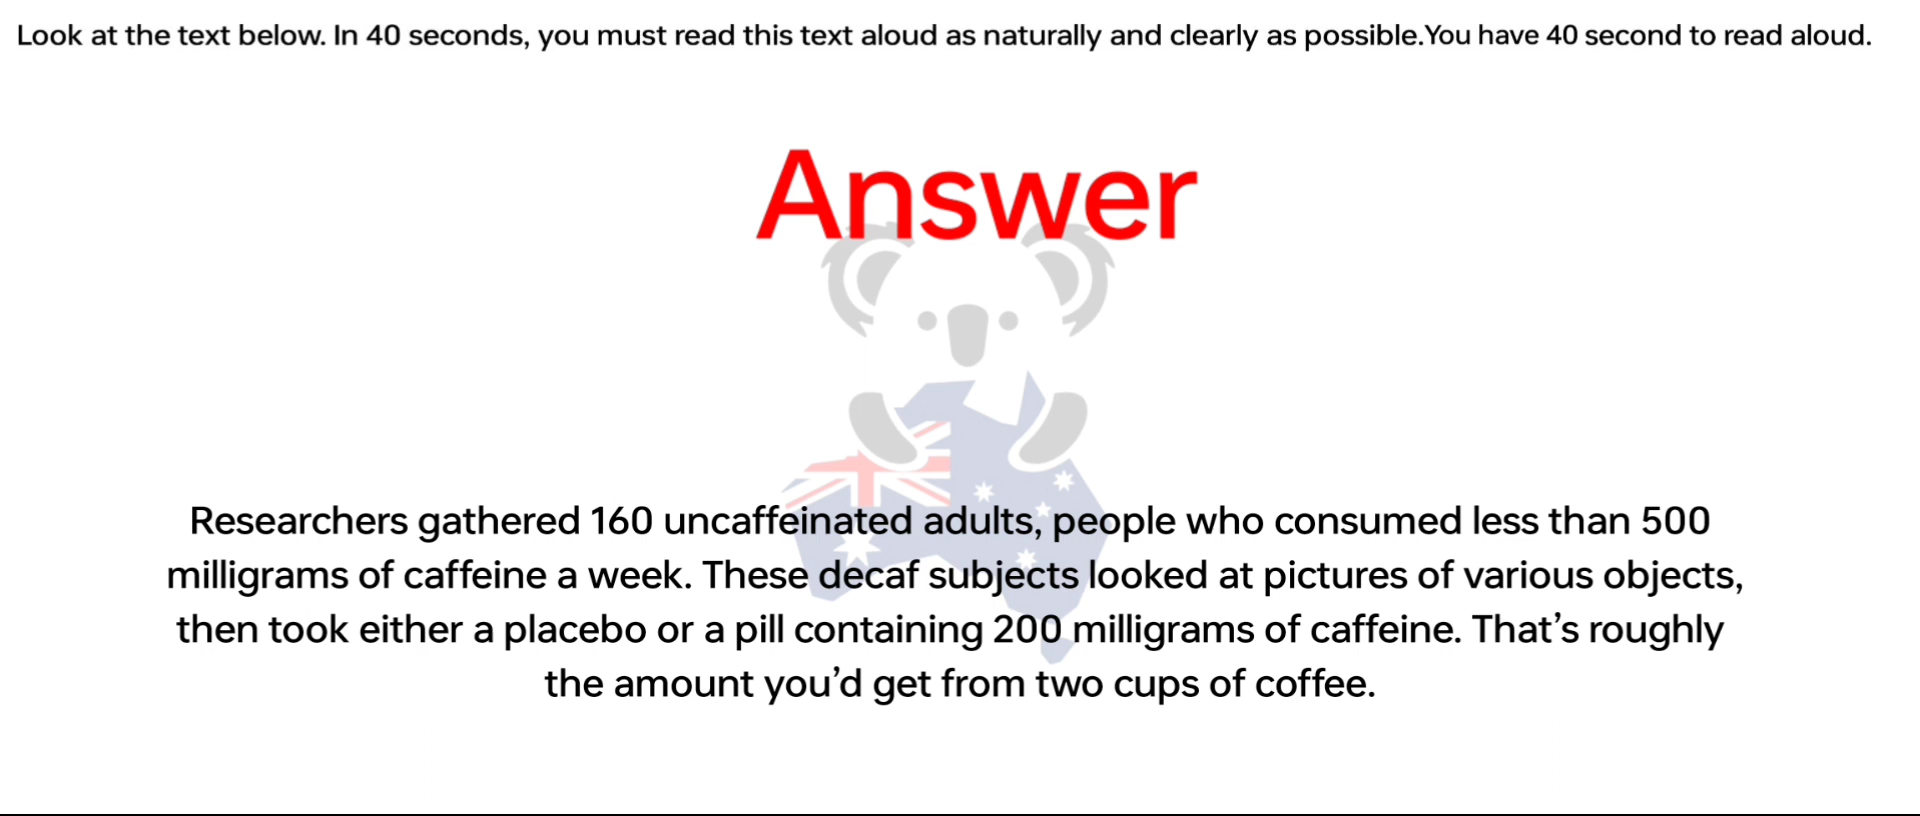 Look at the text below. In 40 seconds, you must read this text aloud as naturally and clearly as possible.You have 40 second to read aloud.
Answer
Researchers gathered 160 uncaffeinated adults, people who consumed less than 500
milligrams of caffeine a week. These decaf subjects looked at pictures of various objects,
then took either a placebo or a pill containing 200 milligrams of caffeine. That’s roughly
the amount you’d get from two cups of coffee.